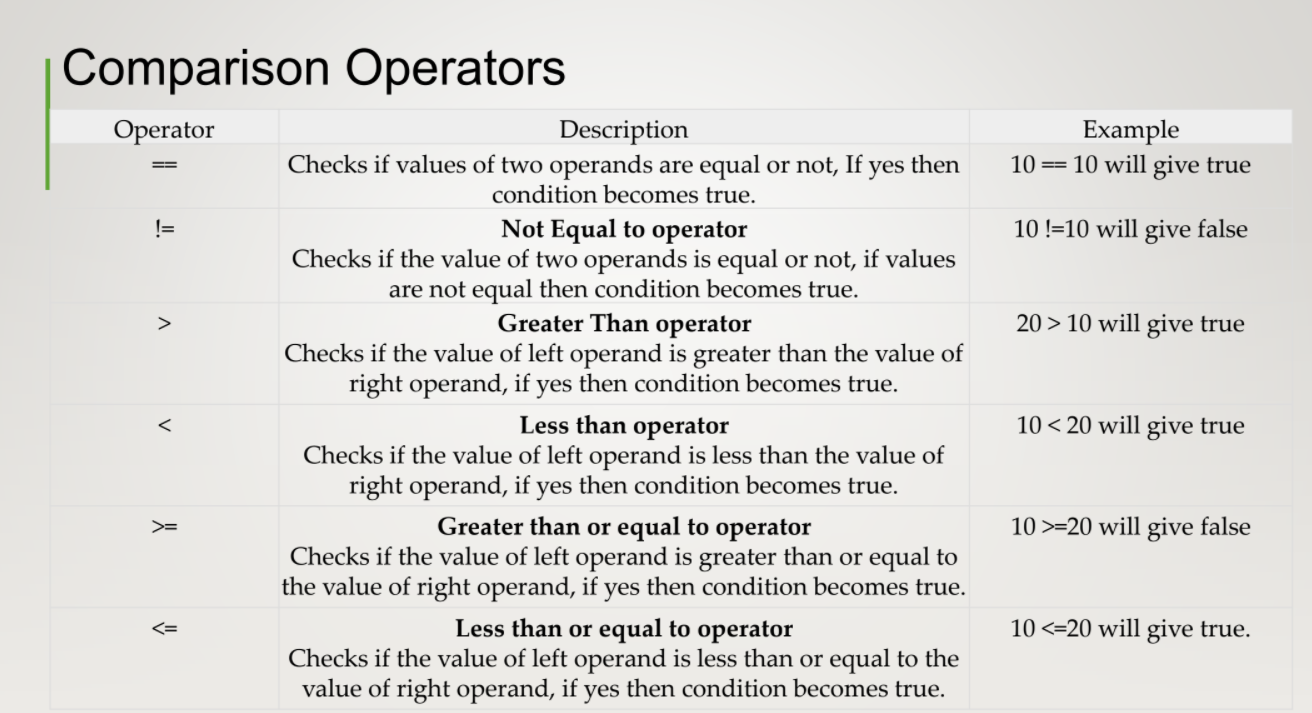 Comparison Operators
Operator Description Example
== Checks if values of two operands are equal or not, If yes then 10 == 10 will give true
condition becomes true.
!= Not Equal to operator 10 !=10 will give false
Checks if the value of two operands is equal or not, if values
are not equal then condition becomes true.
> Greater Than operator 20 > 10 will give true
Checks if the value of left operand is greater than the value of
right operand, if yes then condition becomes true.
< Less than operator 10 < 20 will give true
Checks if the value of left operand is less than the value of
right operand, if yes then condition becomes true.
>= Greater than or equal to operator 10 >=20 will give false
Checks if the value of left operand is greater than or equal to
the value of right operand, if yes then condition becomes true.
<= Less than or equal to operator 10 <=20 will give true.
Checks if the value of left operand is less than or equal to the
value of right operand, if yes then condition becomes true.